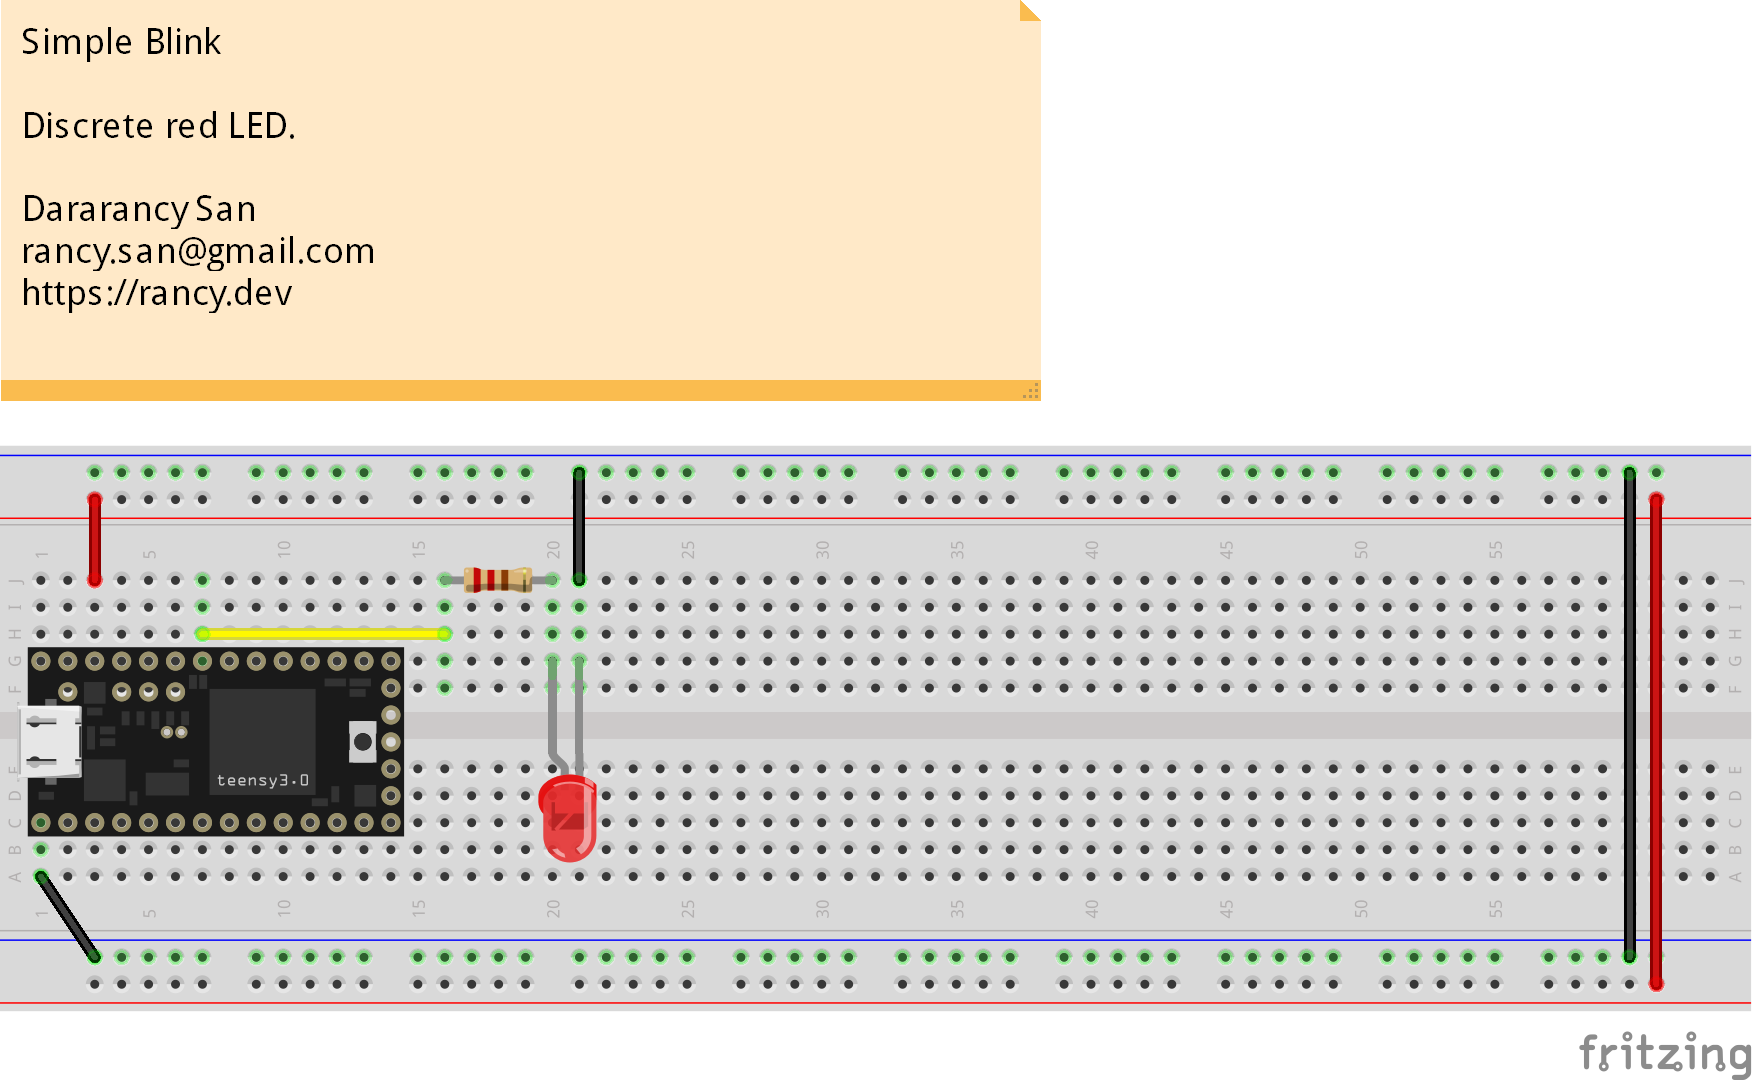 Simple Blink
Discrete red LED.
Dararancy San
rancy.san@gmail.com
https://rancy.dev
1 5 10 15 20 25 30 35 40 45 50 55
J J
I I
H H
G G
F F
teensy3.0
E E
D D
C C
B B
A A
1 5 10 15 20 25 30 35 40 45 50 55
fritzing